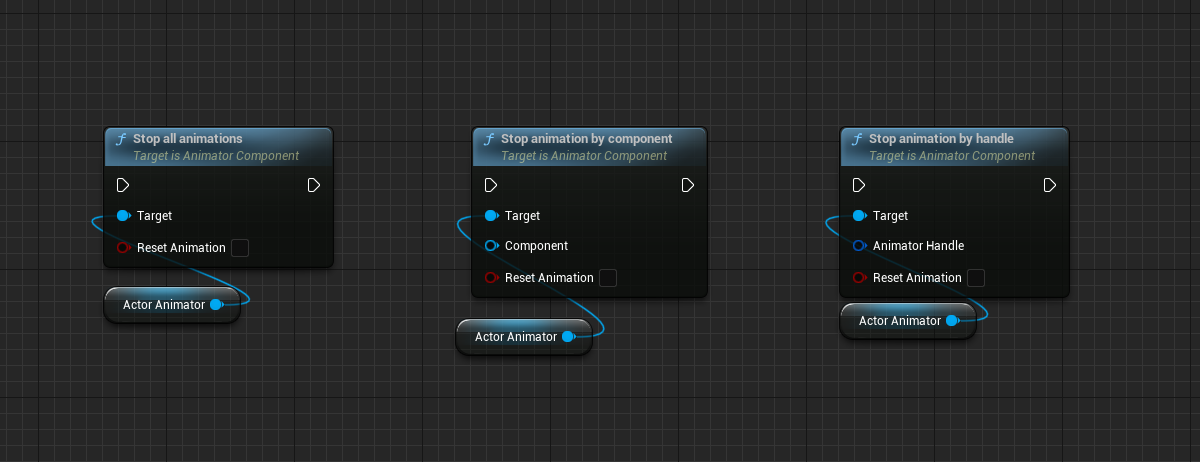 Stop all animations
Target is Animator Component
Target
Reset Animation
Actor Animator
Stop animation by component
Target is Animator Component
Target
Component
Reset Animation
Actor Animator
Stop animation by handle
Target is Animator Component
Target
Animator Handle
Reset Animation
Actor Animator